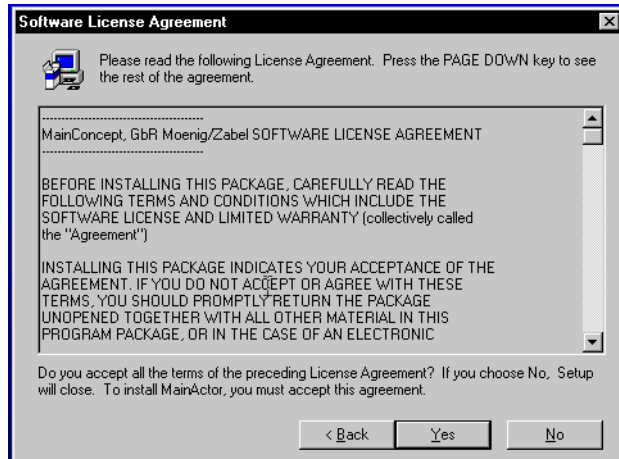 Software License Agreement
Please read the following License Agreement. Press the PAGE DOWN key to see
the rest of the agreement.
------------------------------------------
MainConcept, GbR Moenig/Zabel SOFTWARE LICENSE AGREEMENT
------------------------------------------
BEFORE INSTALLING THIS PACKAGE, CAREFULLY READ THE
FOLLOWING TERMS AND CONDITIONS WHICH INCLUDE THE
SOFTWARE LICENSE AND LIMITED WARRANTY (collectively called
the "Agreement")
INSTALLING THIS PACKAGE INDICATES YOUR ACCEPTANCE OF THE
AGREEMENT. IF YOU DO NOT ACCEPT OR AGREE WITH THESE
TERMS, YOU SHOULD PROMPTLY RETURN THE PACKAGE
UNOPENED TOGETHER WITH ALL OTHER MATERIAL IN THIS
PROGRAM PACKAGE, OR IN THE CASE OF AN ELECTRONIC
Do you accept all the terms of the preceding License Agreement? If you choose No, Setup
will close. To install MainActor, you must accept this agreement.
< Back Yes No